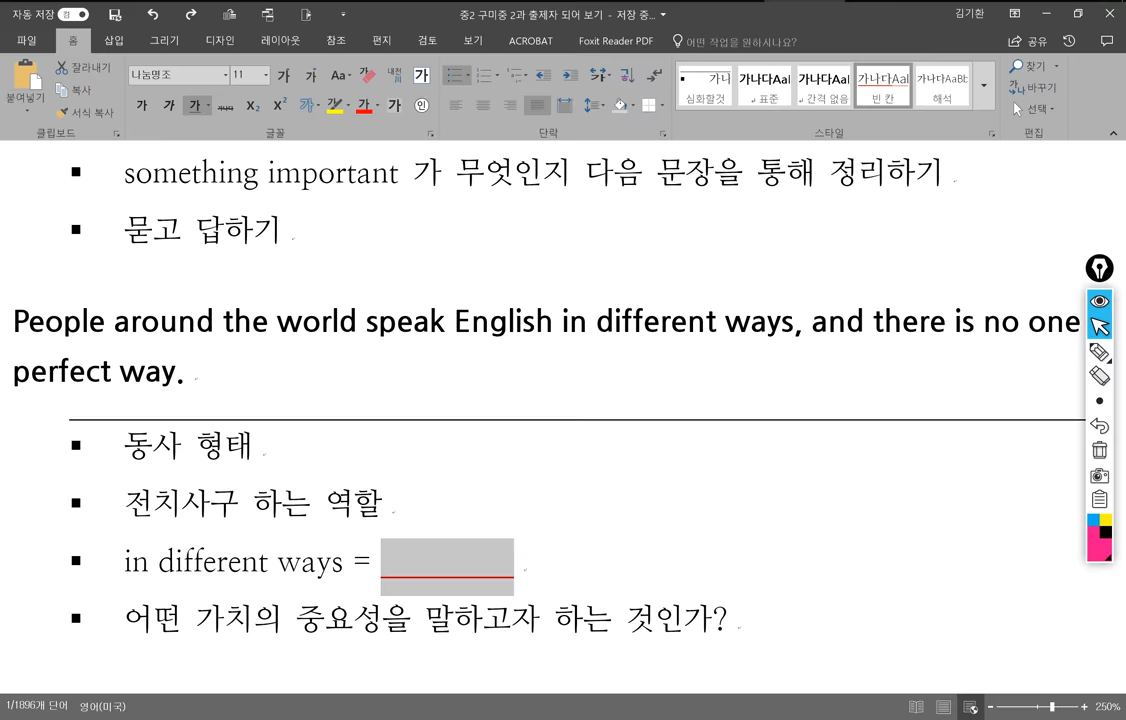 자동 저장 켬 중2 구미중 2과 출제자 되어 보기 - 저장 중... 김기환
파일 홈 삽입 그리기 디자인 레이아웃 참조 편지 검토 보기 ACROBAT Foxit Reader PDF 어떤 작업을 원하시나요? 공유
붙여넣기 잘라내기 복사 서식 복사
나눔명조 11
가나 심화할것 가나다Aal 표준 가나다Aal 간격 없음 가나다Aal 빈 칸 가나다AaBb 해석
찾기 바꾸기 선택
클립보드 글꼴 단락 스타일 편집
something important 가 무엇인지 다음 문장을 통해 정리하기
묻고 답하기
People around the world speak English in different ways, and there is no one
perfect way.
동사 형태
전치사구 하는 역할
in different ways =
어떤 가치의 중요성을 말하고자 하는 것인가?
1/1896개 단어 영어(미국) 250%